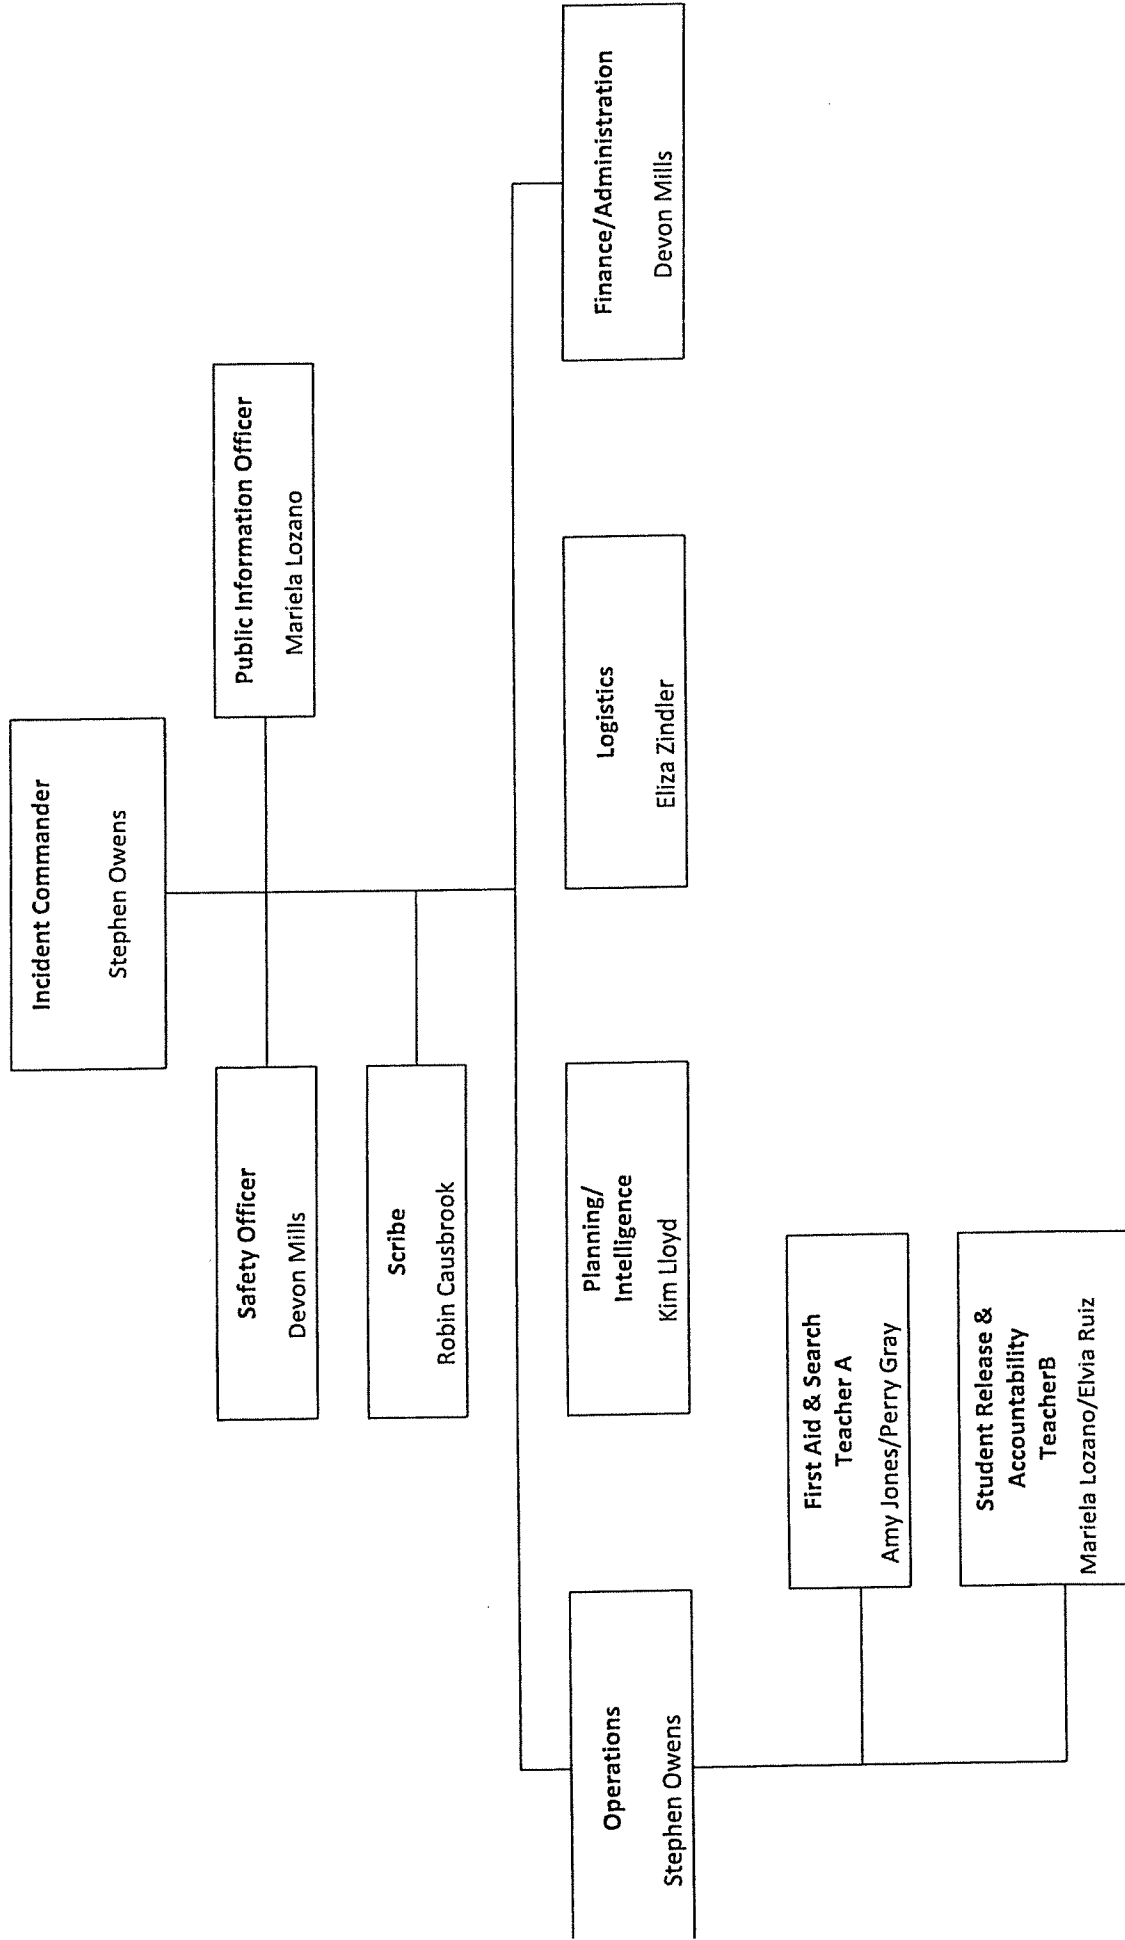 Incident Commander
Stephen Owens
Safety Officer
Devon Mills
Public Information Officer
Mariela Lozano
Scribe
Robin Causbrook
Operations
Stephen Owens
Planning/
Intelligence
Kim Lloyd
Logistics
Eliza Zindler
Finance/Administration
Devon Mills
First Aid & Search
Teacher A
Amy Jones/Perry Gray
Student Release &
Accountability
TeacherB
Mariela Lozano/Elvia Ruiz